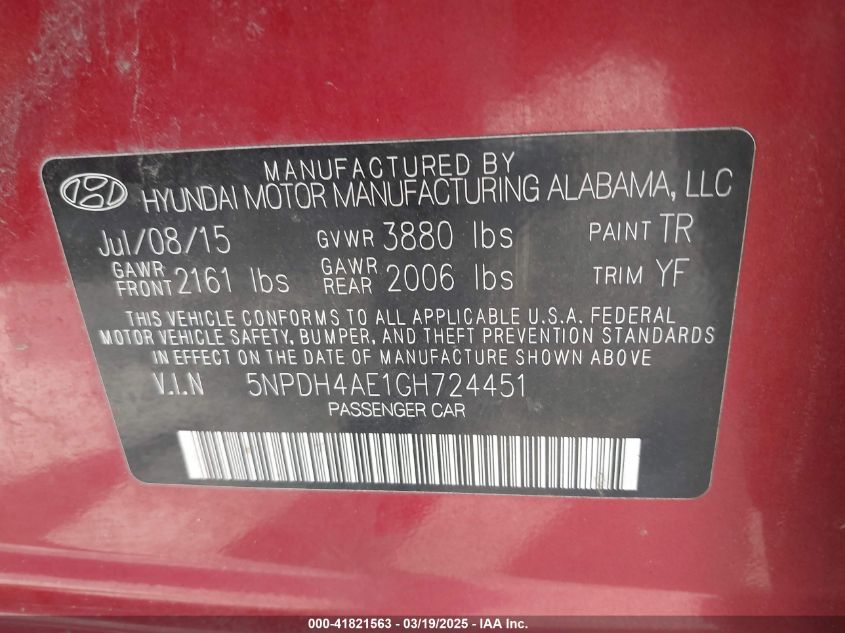 MANUFACTURED BY
HYUNDAI MOTOR MANUFACTURING ALABAMA, LLC
Jul/08/15 GVWR 3880 lbs PAINT TR
GAWR FRONT 2161 lbs GAWR REAR 2006 lbs TRIM YF
THIS VEHICLE CONFORMS TO ALL APPLICABLE U.S.A. FEDERAL
MOTOR VEHICLE SAFETY, BUMPER, AND THEFT PREVENTION STANDARDS
IN EFFECT ON THE DATE OF MANUFACTURE SHOWN ABOVE.
V.I.N 5NPDH4AE1GH724451
PASSENGER CAR
000-41821563 - 03/19/2025 - IAA Inc.